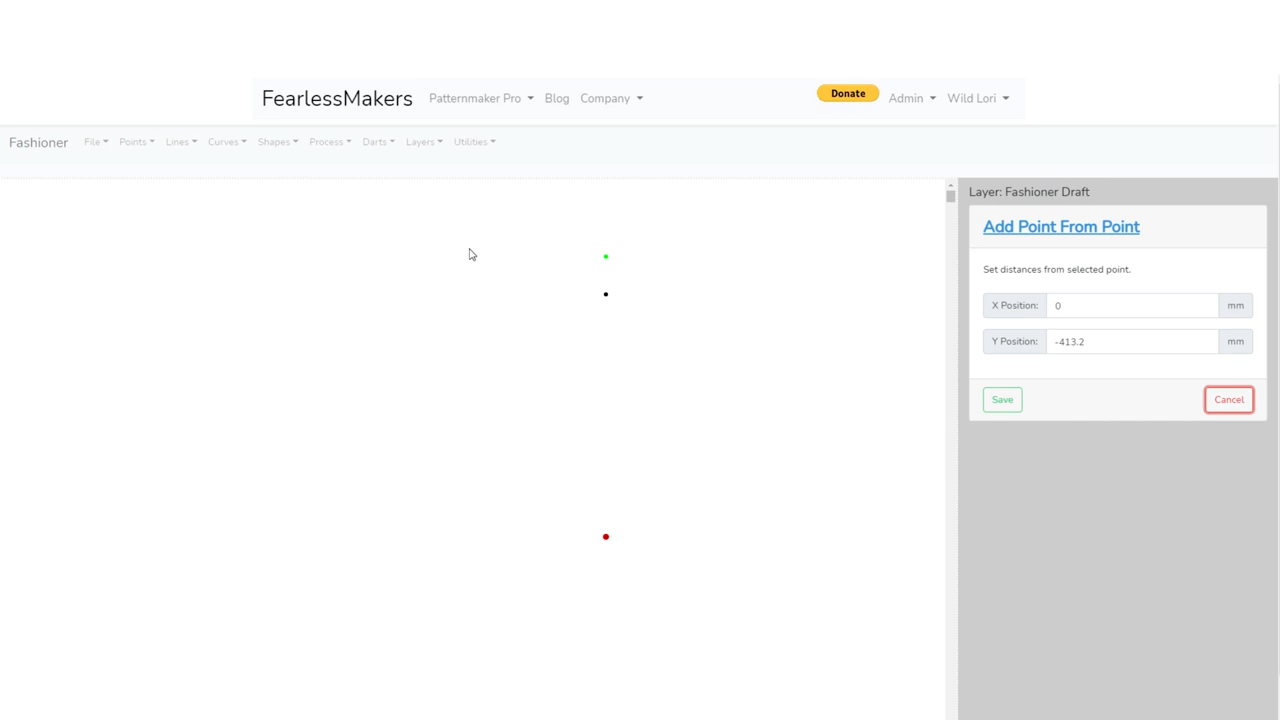 FearlessMakers Patternmaker Pro Blog Company Donate Admin Wild Lori
Fashioner File Points Lines Curves Shapes Process Darts Layers Utilities
Layer: Fashioner Draft
Add Point From Point
Set distances from selected point.
X Position: 0 mm
Y Position: -413.2 mm
Save Cancel